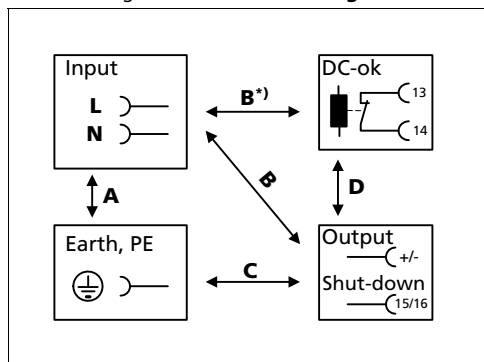 Input
L
N
B*)
DC-ok
13
14
A
B
D
Earth, PE
C
Output
+/-
Shut-down
15/16